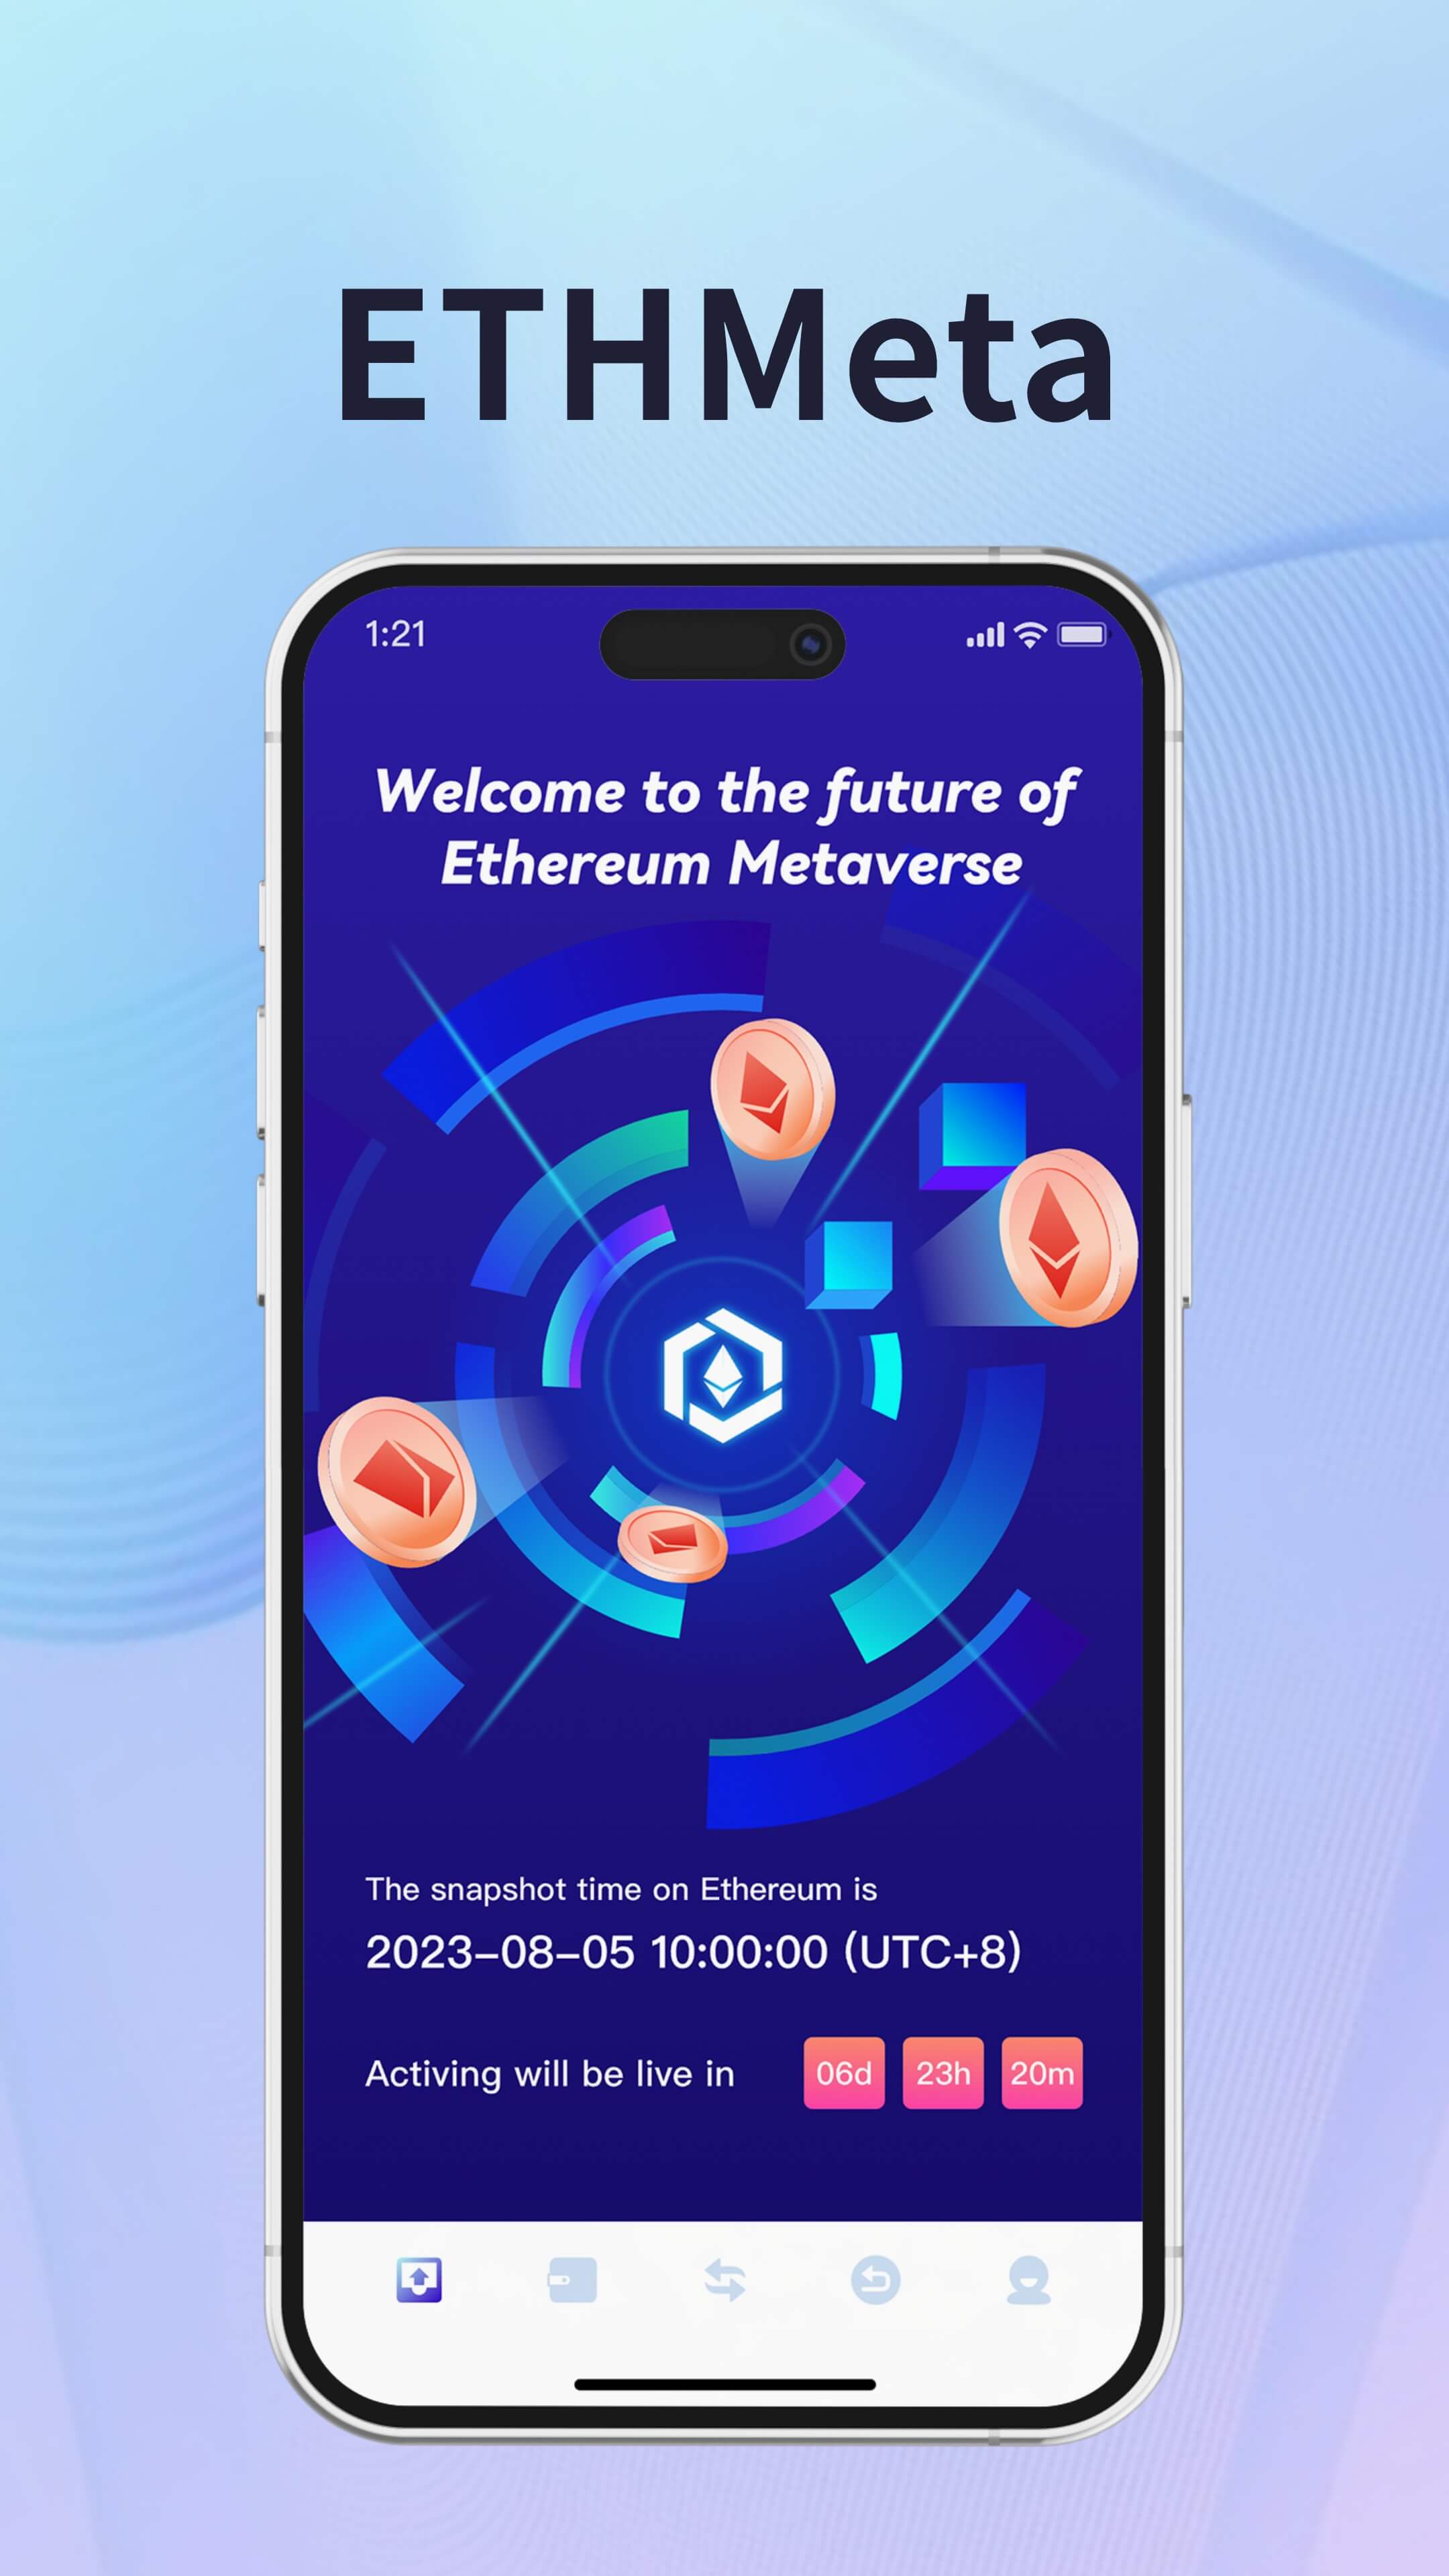 ETHMeta
1:21
Welcome to the future of
Ethereum Metaverse
The snapshot time on Ethereum is
2023-08-05 10:00:00 (UTC+8)
Activing will be live in 06d 23h 20m